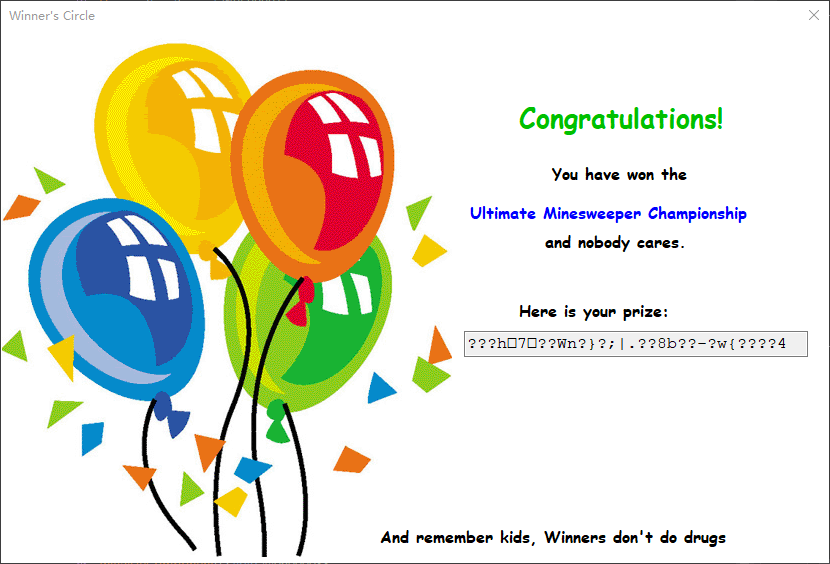 Winner's Circle
Congratulations!
You have won the
Ultimate Minesweeper Championship
and nobody cares.
Here is your prize:
???h□7□??Wn?}?;|.??8b??-?w{????4
And remember kids, Winners don't do drugs